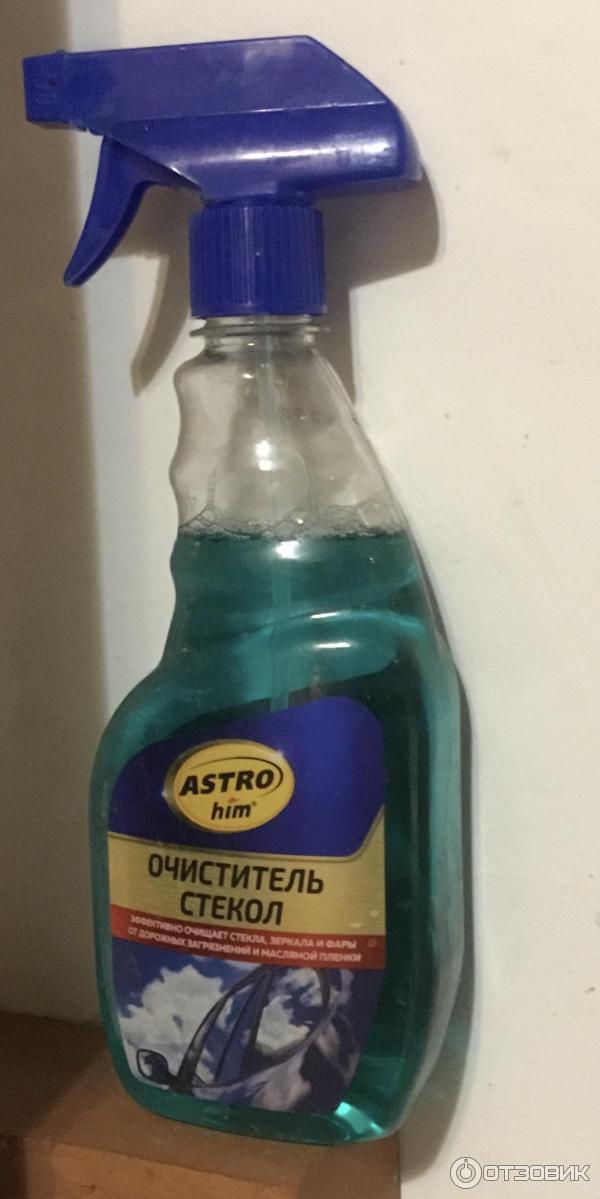 ASTRO
him®
ОЧИСТИТЕЛЬ
СТЕКОЛ
ЭФФЕКТИВНО ОЧИЩАЕТ СТЕКЛА, ЗЕРКАЛА И ФАРЫ
ОТ ДОРОЖНЫХ ЗАГРЯЗНЕНИЙ И МАСЛЯНОЙ ПЛЕНКИ
ОТЗОВИК